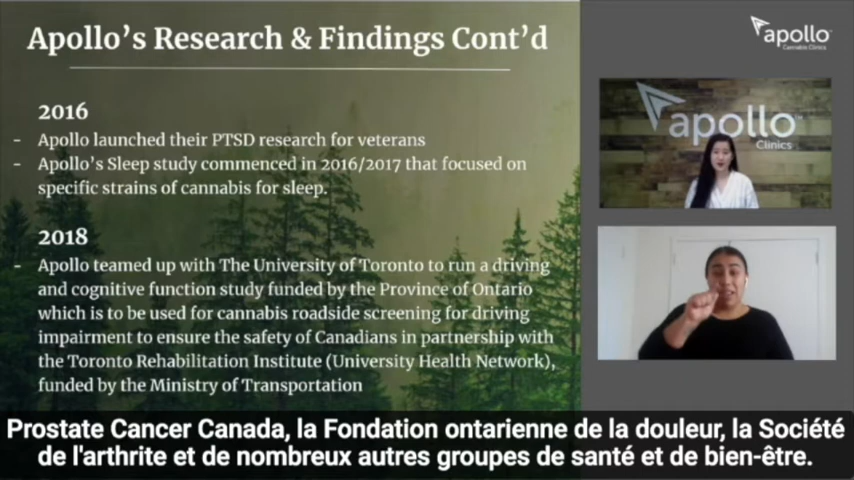 Apollo's Research & Findings Cont'd
apollo
Cannabis Clinics
2016
- Apollo launched their PTSD research for veterans
- Apollo's Sleep study commenced in 2016/2017 that focused on
specific strains of cannabis for sleep.
apollo
Clinics
2018
- Apollo teamed up with The University of Toronto to run a driving
and cognitive function study funded by the Province of Ontario
which is to be used for cannabis roadside screening for driving
impairment to ensure the safety of Canadians in partnership with
the Toronto Rehabilitation Institute (University Health Network),
funded by the Ministry of Transportation
Prostate Cancer Canada, la Fondation ontarienne de la douleur, la Société
de l'arthrite et de nombreux autres groupes de santé et de bien-être.